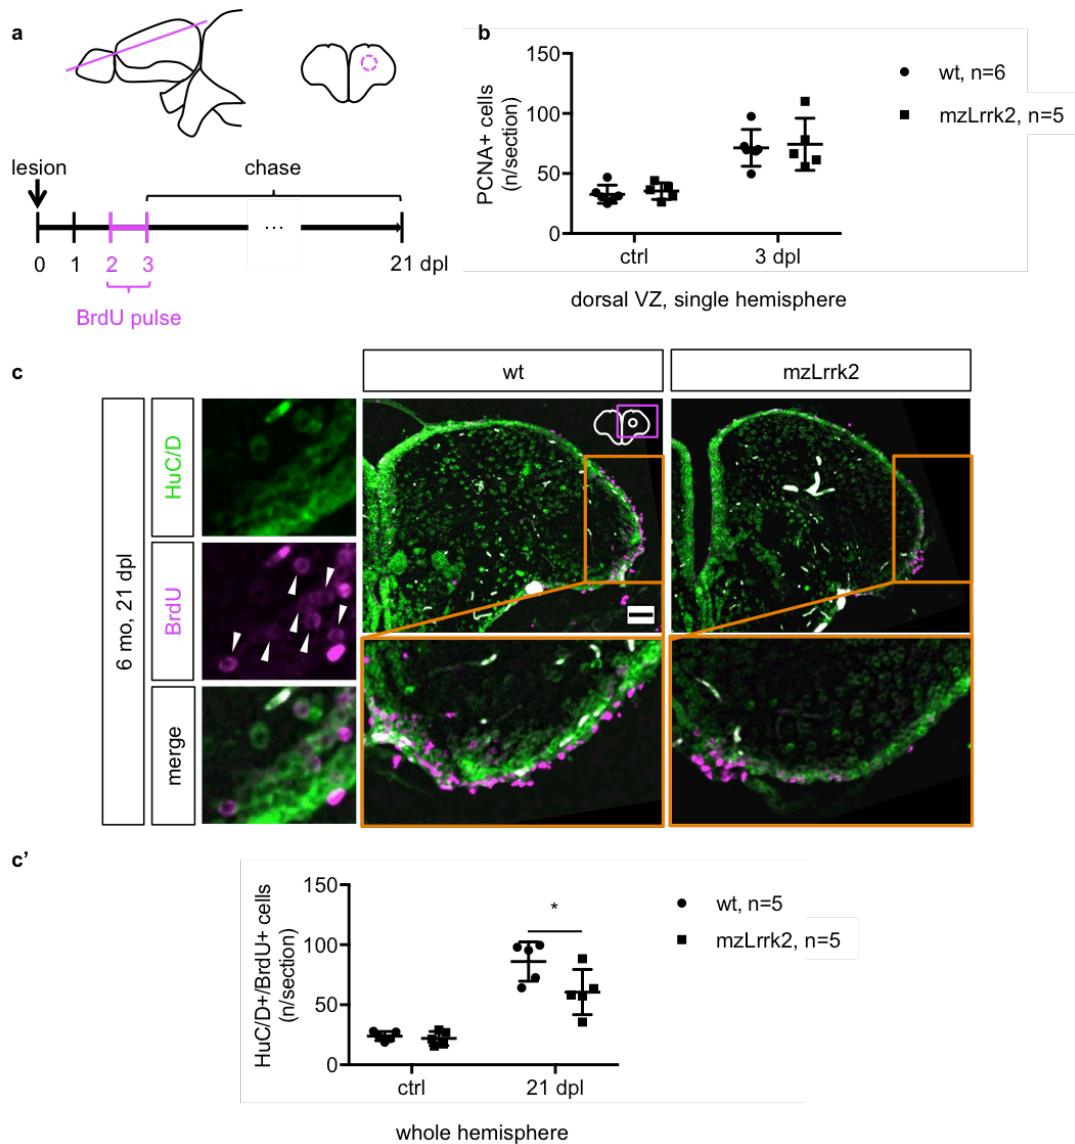 a
lesion
chase
...
0 1 2 3 21 dpl
BrdU pulse
b
PCNA+ cells
(n/section)
150
100
50
0
ctrl 3 dpl
dorsal VZ, single hemisphere
wt, n=6
mzLrrk2, n=5
c
wt mzLrrk2
6 mo, 21 dpl
HuC/D
BrdU
merge
c'
HuC/D+/BrdU+ cells
(n/section)
150
100
50
0
*
ctrl 21 dpl
whole hemisphere
wt, n=5
mzLrrk2, n=5